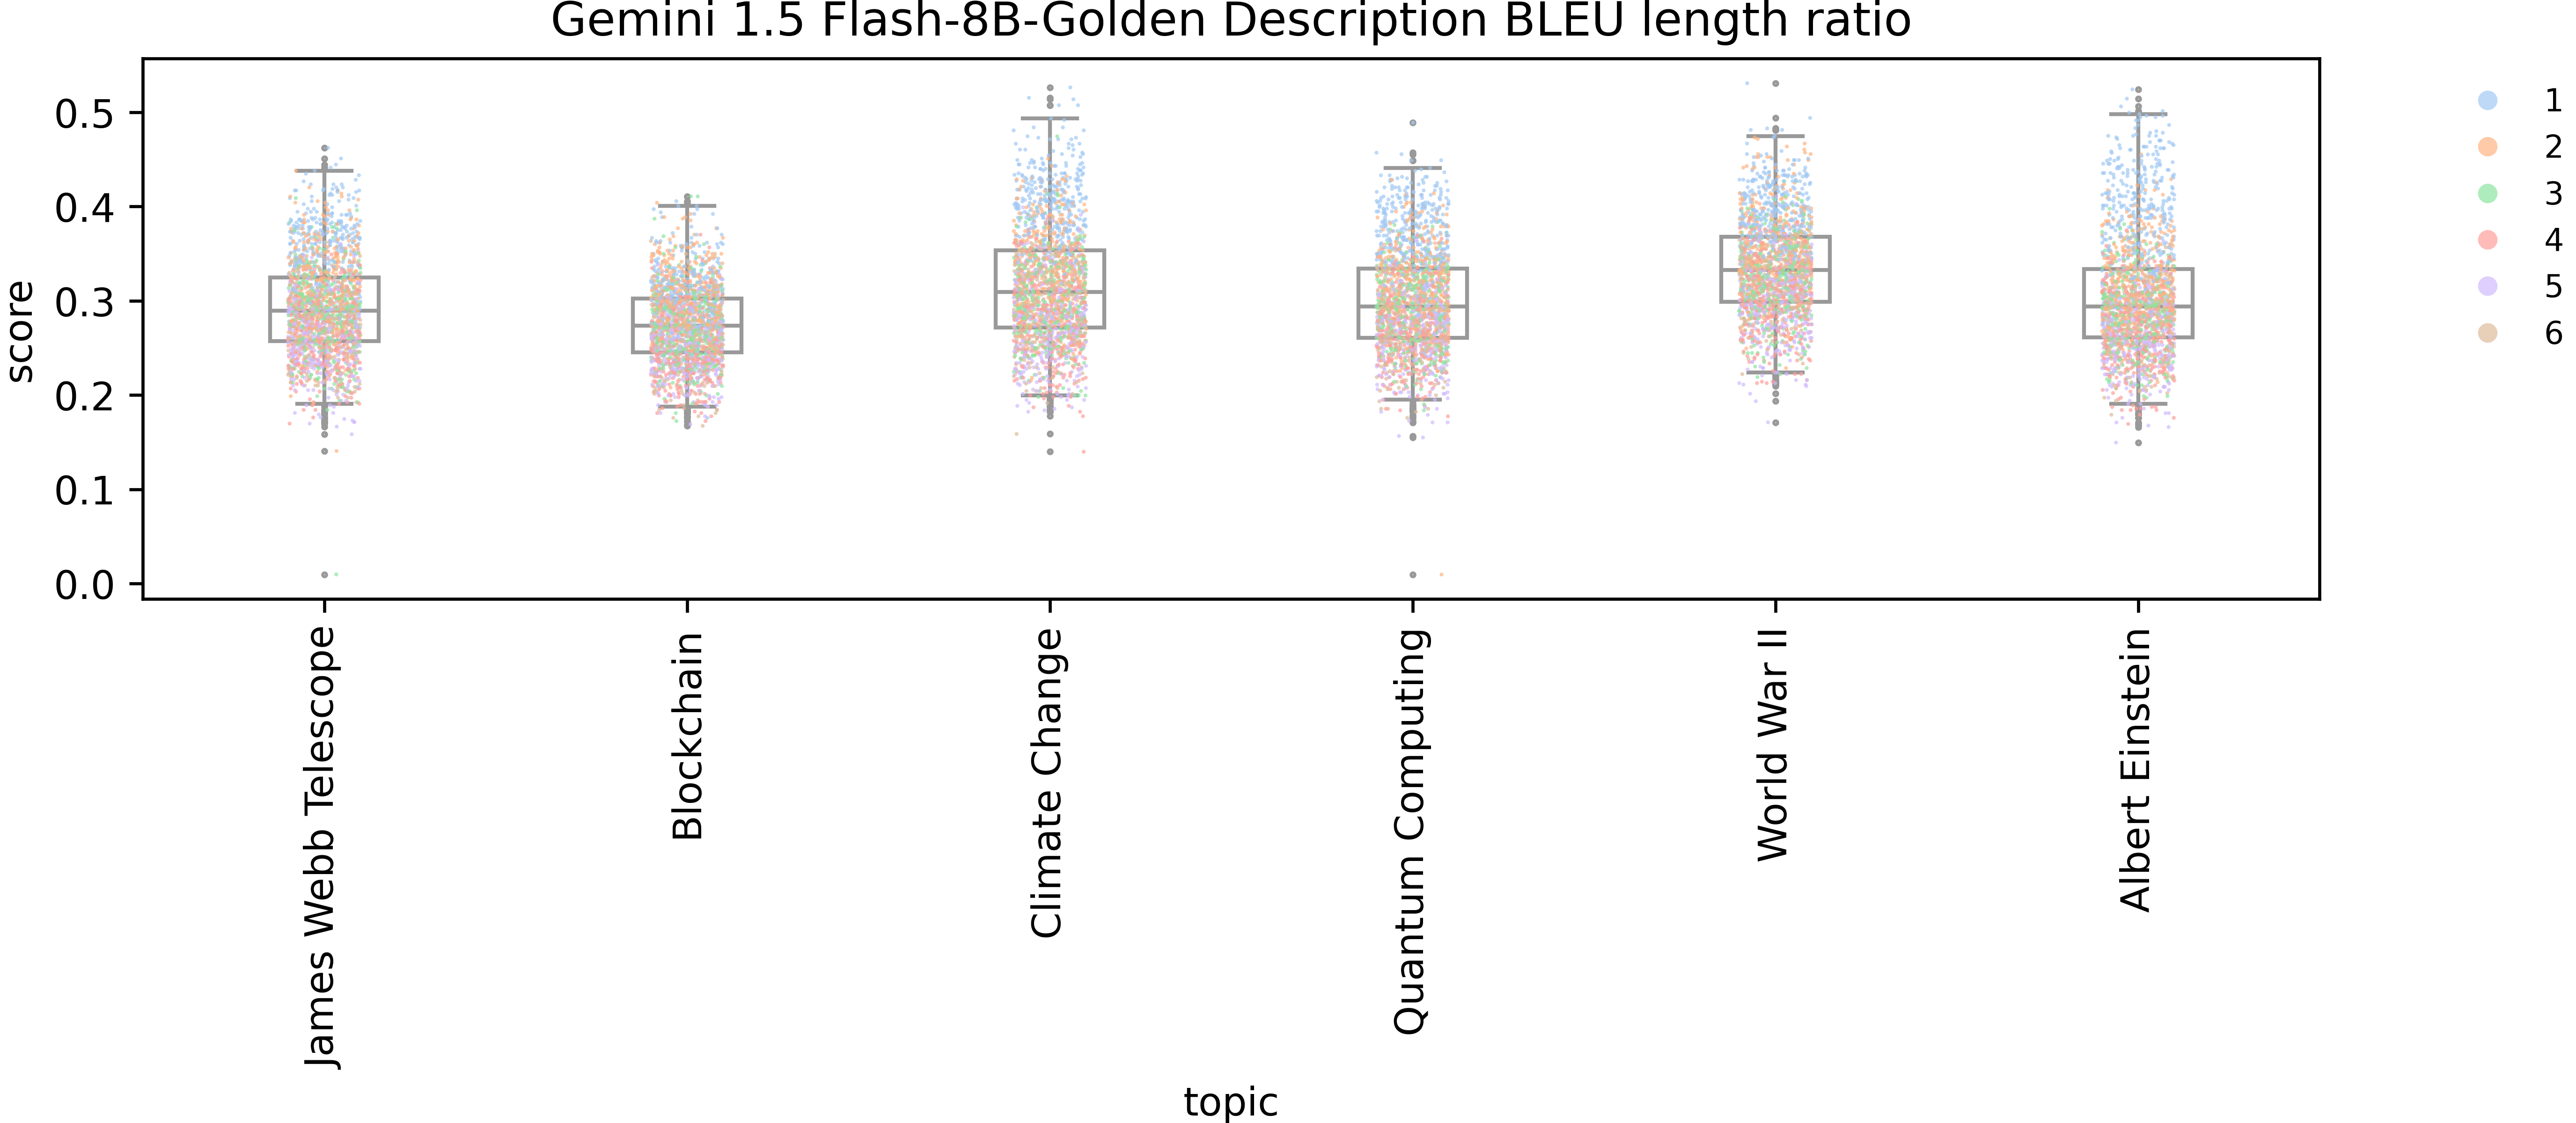 Gemini 1.5 Flash-8B-Golden Description BLEU length ratio
score
0.5
0.4
0.3
0.2
0.1
0.0
James Webb Telescope
Blockchain
Climate Change
Quantum Computing
World War II
Albert Einstein
topic
1
2
3
4
5
6